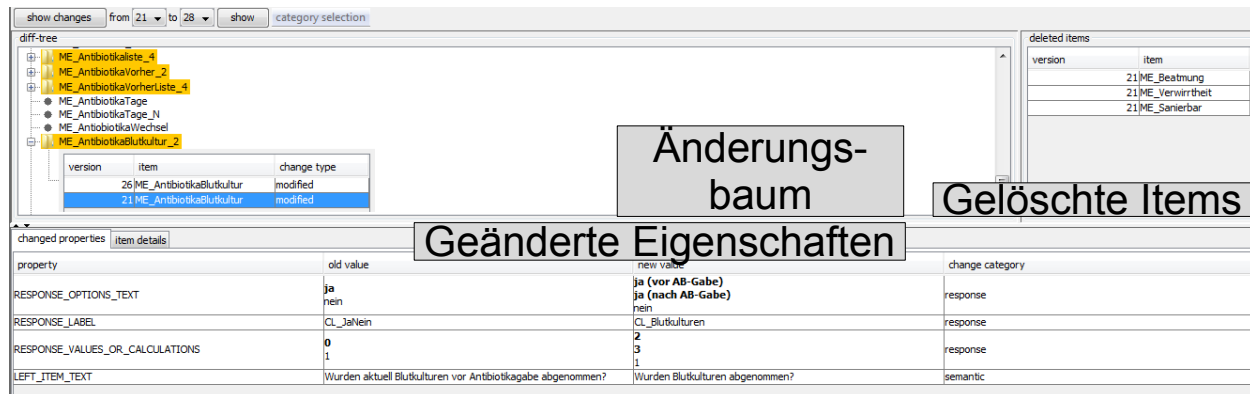 show changes from 21 to 28 show category selection
diff-tree
ME_Antibiotikaliste_4
ME_AntibiotikaVorher_2
ME_AntibiotikaVorherListe_4
ME_AntibiotikaTage
ME_AntibiotikaTage_N
ME_AntiobiotikaWechsel
ME_AntibiotikaBlutkultur_2
version item change type
26 ME_AntibiotikaBlutkultur modified
21 ME_AntibiotikaBlutkultur modified
deleted items
version item
21 ME_Beatmung
21 ME_Verwirrtheit
21 ME_Sanierbar
Änderungs-
baum
Gelöschte Items
Geänderte Eigenschaften
changed properties item details
property old value new value change category
RESPONSE_OPTIONS_TEXT
ja
nein
ja (vor AB-Gabe)
ja (nach AB-Gabe)
nein
response
RESPONSE_LABEL CL_JaNein CL_Blutkulturen response
RESPONSE_VALUES_OR_CALCULATIONS
0
1
2
3
1
response
LEFT_ITEM_TEXT Wurden aktuell Blutkulturen vor Antibiotikagabe abgenommen? Wurden Blutkulturen abgenommen? semantic